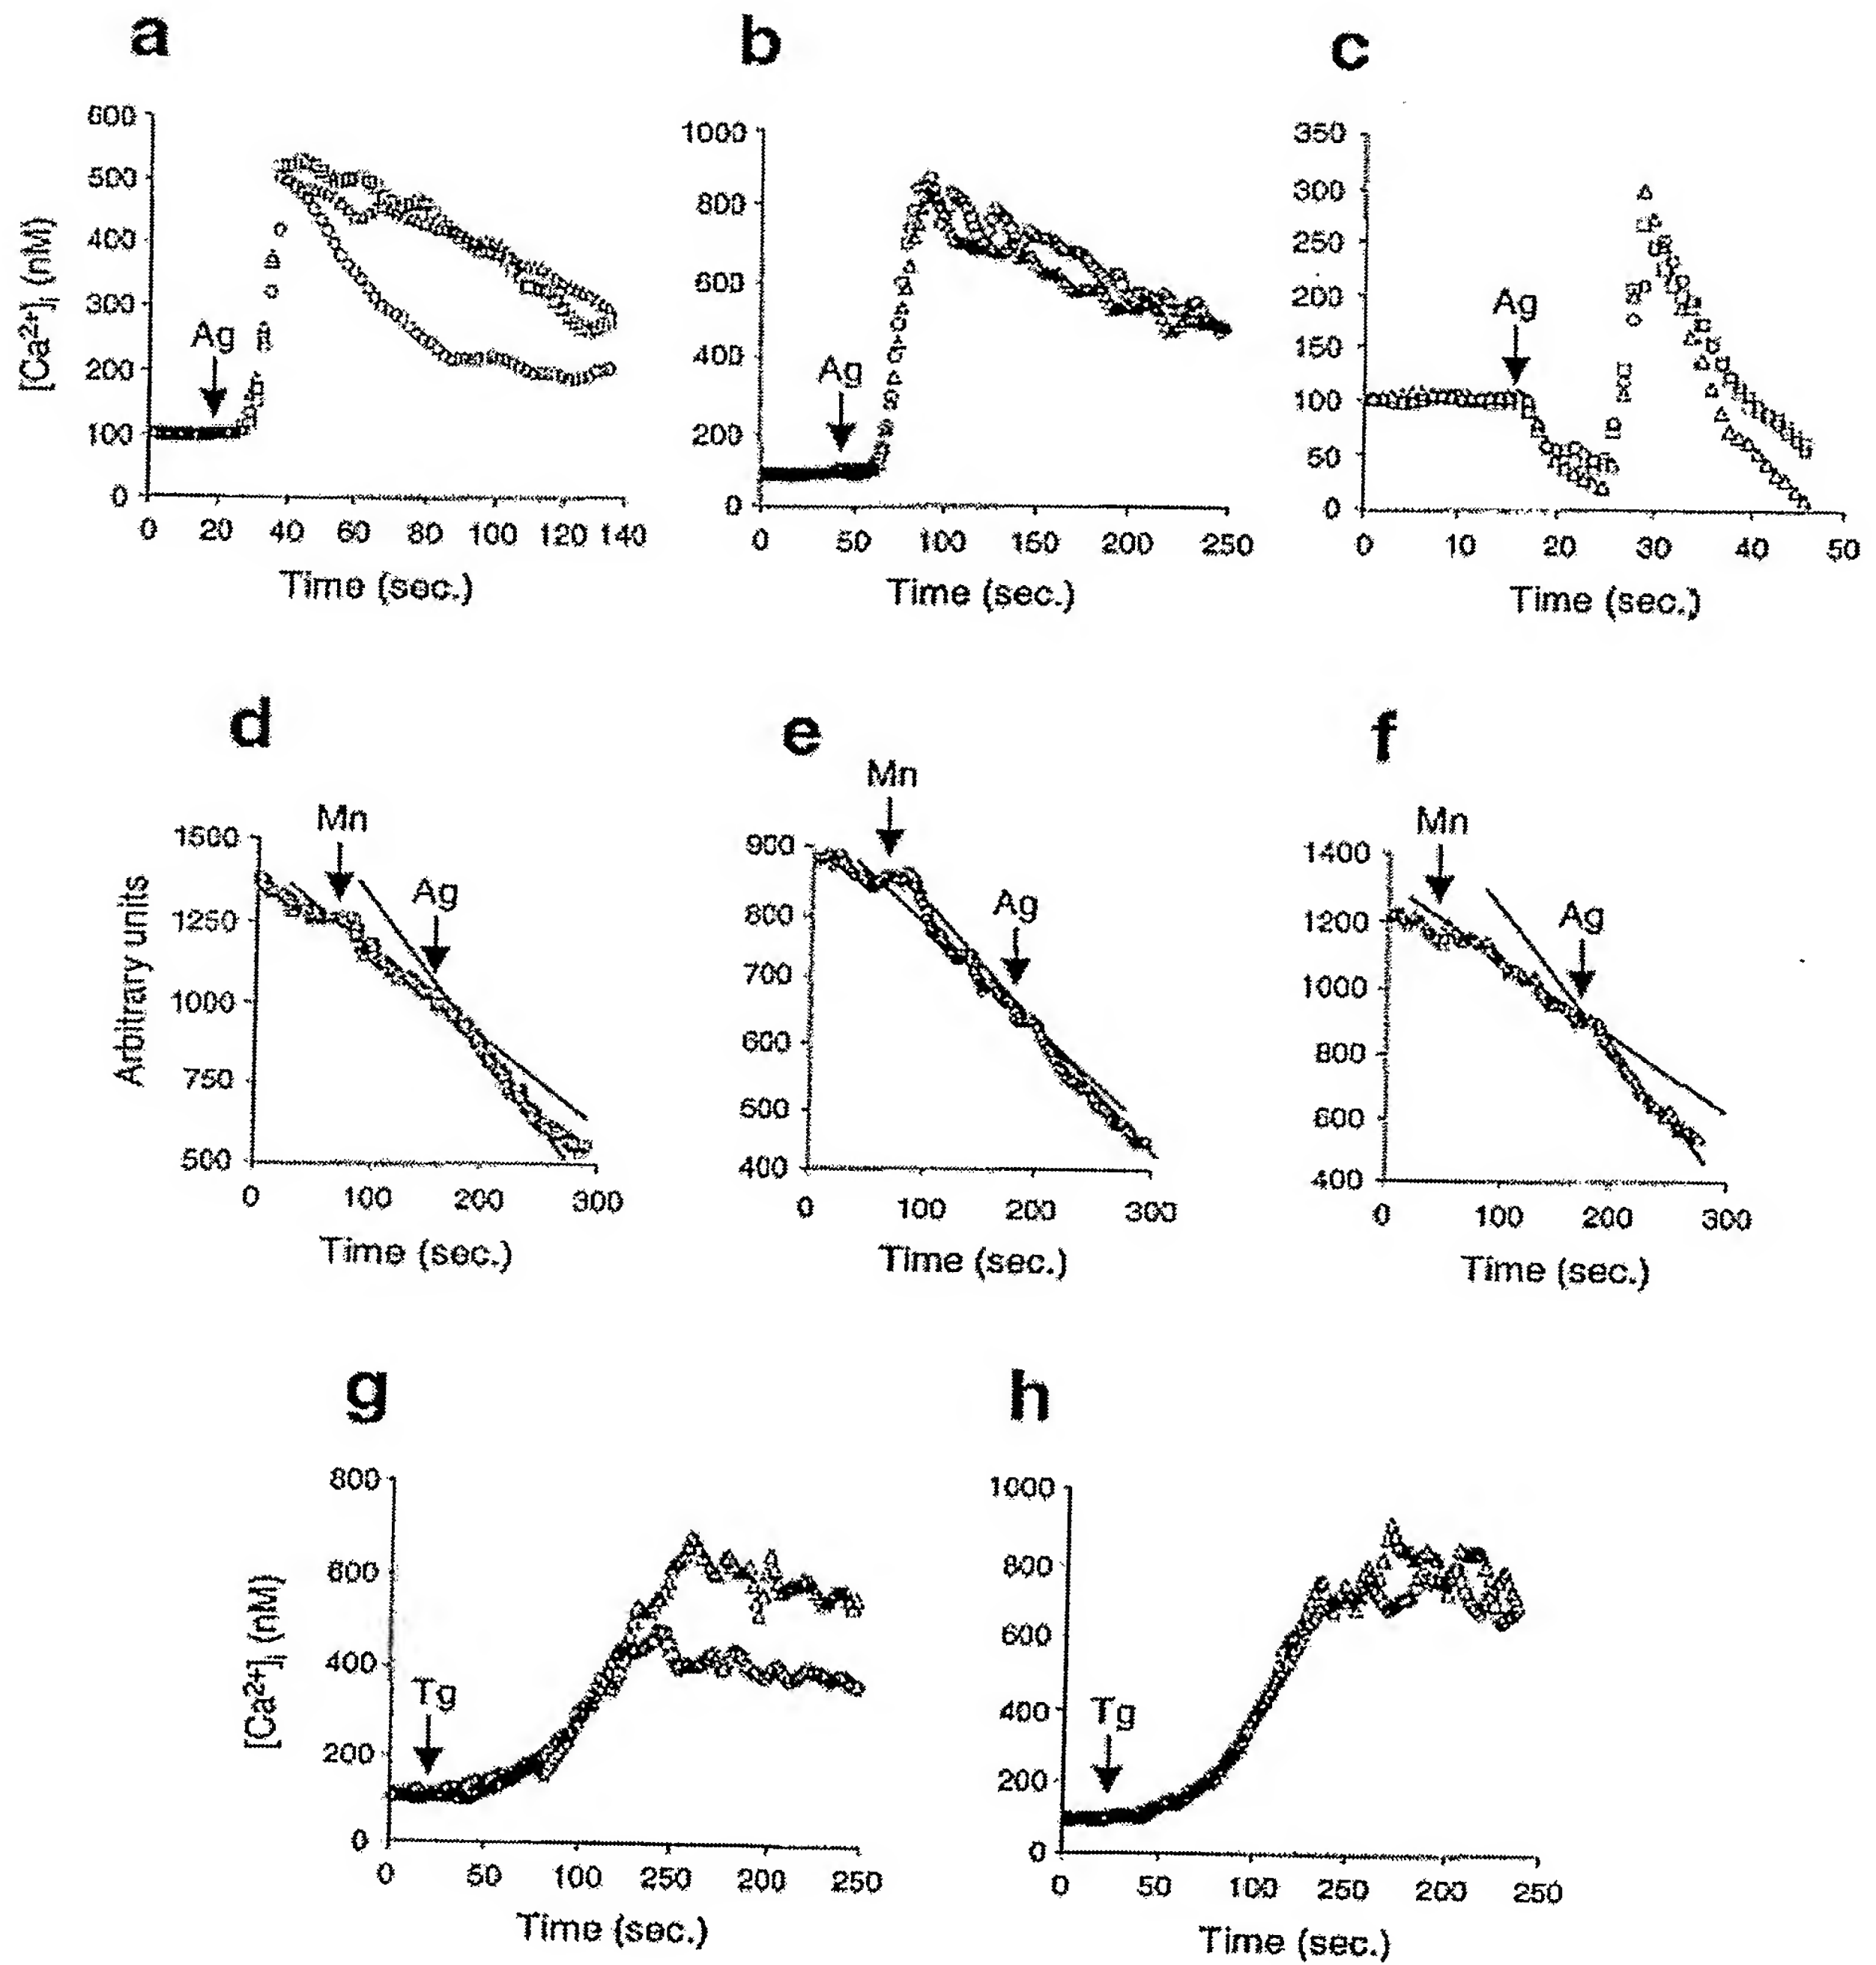 a
b
c
600
500
400
300
200
100
0
[Ca2+]i (nM)
Ag
0 20 40 60 80 100 120 140
Time (sec.)
1000
800
600
400
200
0
Ag
0 50 100 150 200 250
Time (sec.)
350
300
250
200
150
100
50
0
Ag
0 10 20 30 40 50
Time (sec.)
d
e
f
1500
1250
1000
750
500
Arbitrary units
Mn
Ag
0 100 200 300
Time (sec.)
900
800
700
600
500
400
Mn
Ag
0 100 200 300
Time (sec.)
1400
1200
1000
800
600
400
Mn
Ag
0 100 200 300
Time (sec.)
g
h
800
600
400
200
0
[Ca2+]i (nM)
Tg
0 50 100 250 200 250
Time (sec.)
1000
800
600
400
200
0
Tg
0 50 100 250 200 250
Time (sec.)